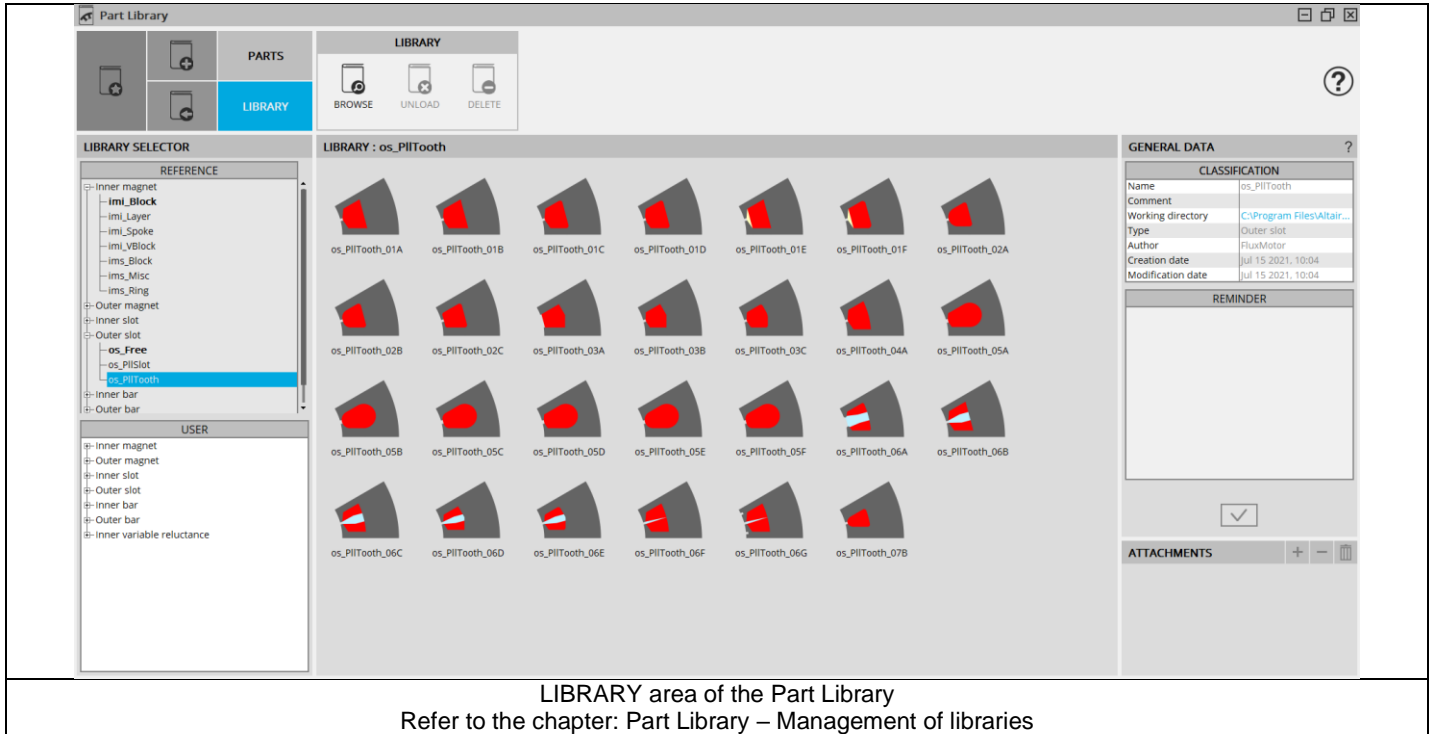 Part Library
PARTS
LIBRARY
LIBRARY
BROWSE UNLOAD DELETE
?
LIBRARY SELECTOR
REFERENCE
Inner magnet
imi_Block
imi_Layer
imi_Spoke
imi_VBlock
ims_Block
ims_Misc
ims_Ring
Outer magnet
Inner slot
Outer slot
os_Free
os_PllSlot
os_PllTooth
Inner bar
Outer bar
USER
Inner magnet
Outer magnet
Inner slot
Outer slot
Inner bar
Outer bar
Inner variable reluctance
LIBRARY : os_PllTooth
os_PllTooth_01A os_PllTooth_01B os_PllTooth_01C os_PllTooth_01D os_PllTooth_01E os_PllTooth_01F os_PllTooth_02A
os_PllTooth_02B os_PllTooth_02C os_PllTooth_03A os_PllTooth_03B os_PllTooth_03C os_PllTooth_04A os_PllTooth_05A
os_PllTooth_05B os_PllTooth_05C os_PllTooth_05D os_PllTooth_05E os_PllTooth_05F os_PllTooth_06A os_PllTooth_06B
os_PllTooth_06C os_PllTooth_06D os_PllTooth_06E os_PllTooth_06F os_PllTooth_06G os_PllTooth_07B
GENERAL DATA ?
CLASSIFICATION
Name os_PllTooth
Comment
Working directory C:\Program Files\Altair...
Type Outer slot
Author FluxMotor
Creation date Jul 15 2021, 10:04
Modification date Jul 15 2021, 10:04
REMINDER
ATTACHMENTS
LIBRARY area of the Part Library
Refer to the chapter: Part Library – Management of libraries